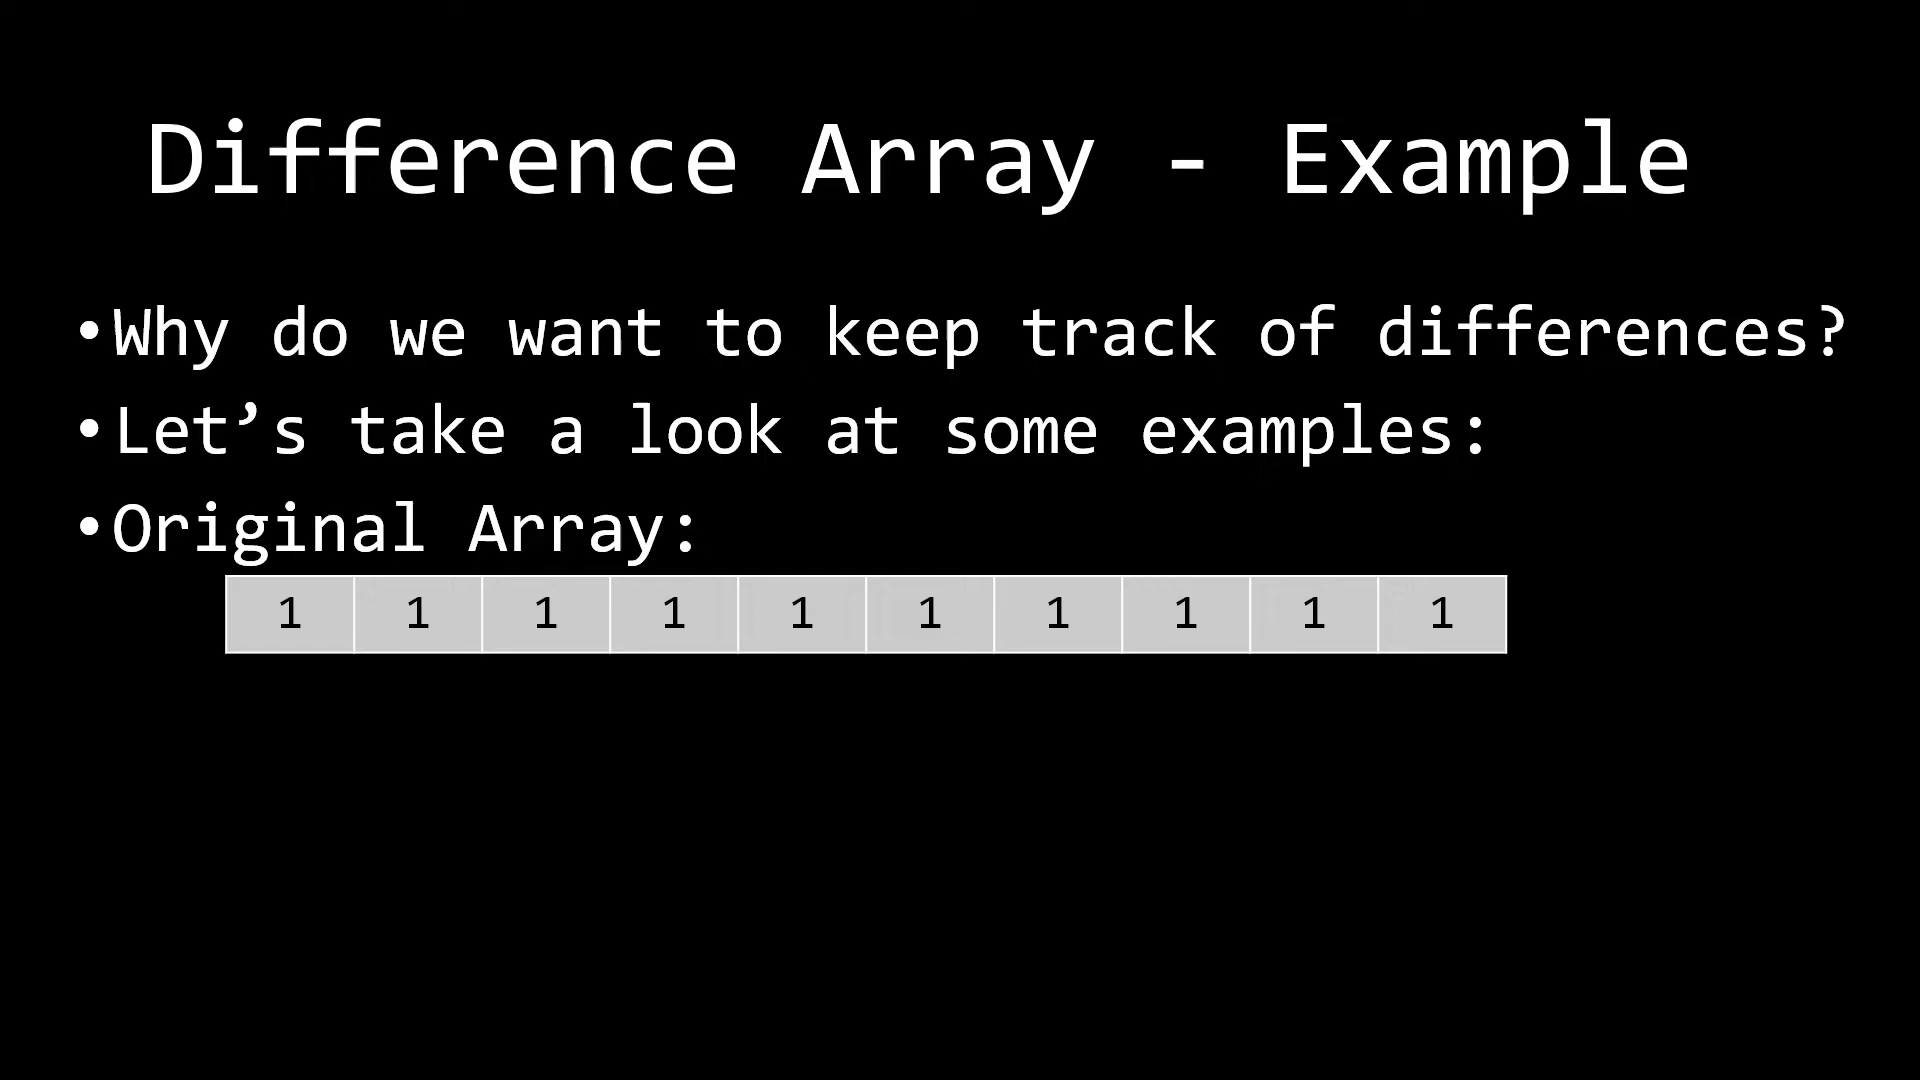 Difference Array - Example
•Why do we want to keep track of differences?
•Let’s take a look at some examples:
•Original Array:
1 1 1 1 1 1 1 1 1 1